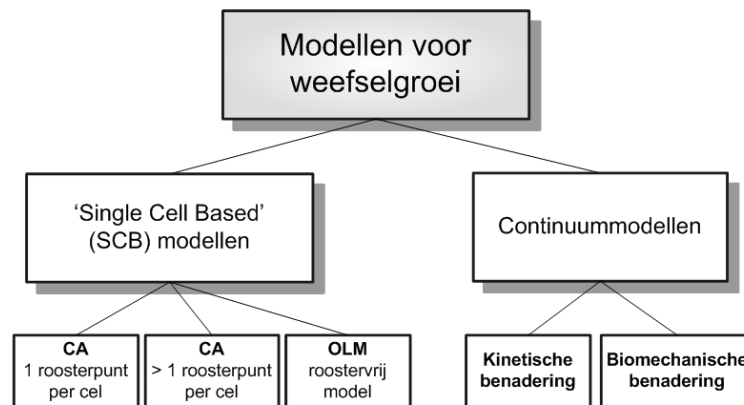 Modellen voor
weefselgroei
‘Single Cell Based’
(SCB) modellen
Continuummodellen
CA
1 roosterpunt
per cel
CA
> 1 roosterpunt
per cel
OLM
roostervrij
model
Kinetische
benadering
Biomechanische
benadering